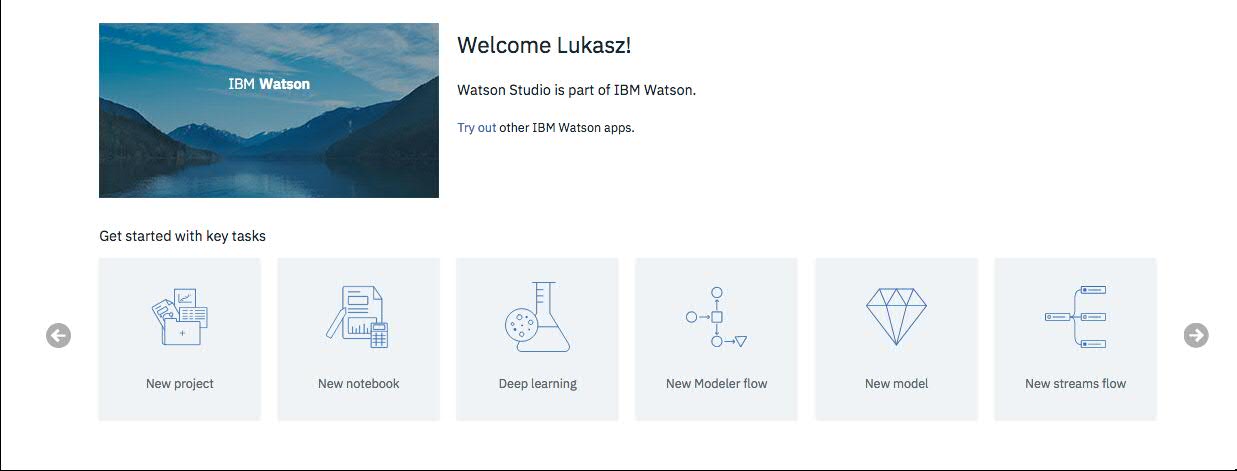 IBM Watson
Welcome Lukasz!
Watson Studio is part of IBM Watson.
Try out other IBM Watson apps.
Get started with key tasks
New project
New notebook
Deep learning
New Modeler flow
New model
New streams flow